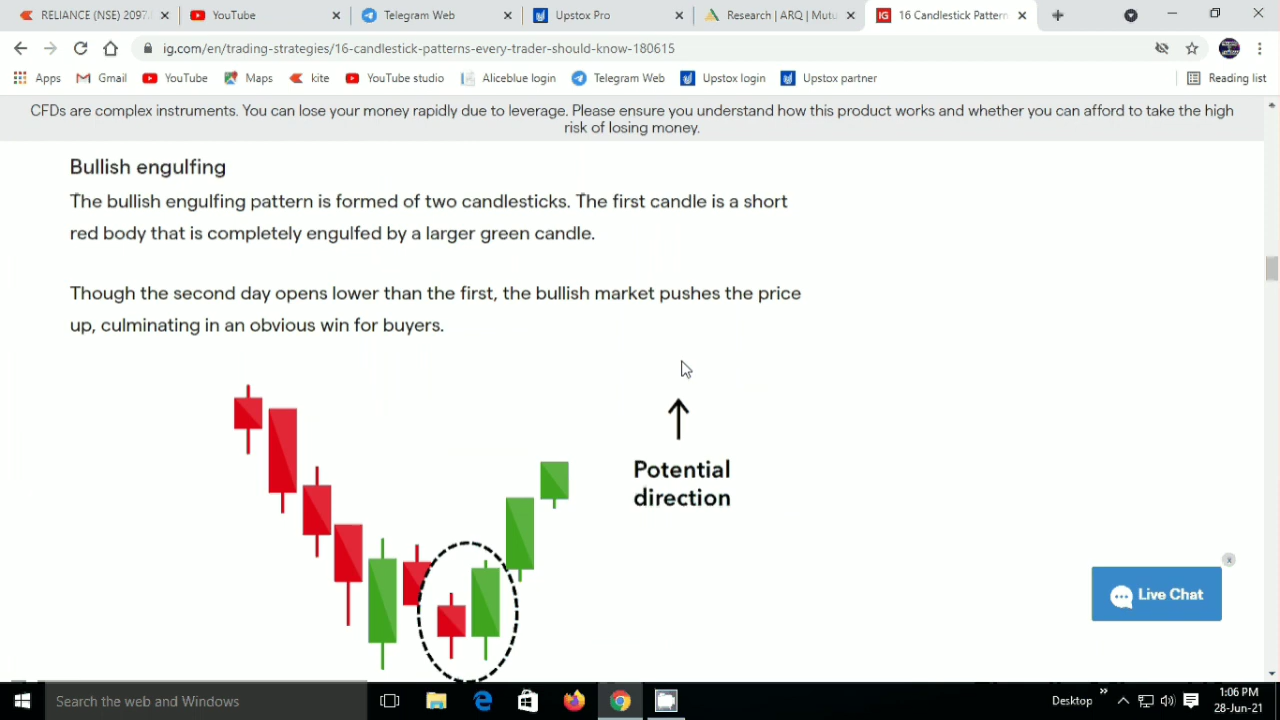 RELIANCE (NSE) 2097.
YouTube
Telegram Web
Upstox Pro
Research | ARQ | Mutu
IG
16 Candlestick Pattern
ig.com/en/trading-strategies/16-candlestick-patterns-every-trader-should-know-180615
Apps
Gmail
YouTube
Maps
kite
YouTube studio
Aliceblue login
Telegram Web
Upstox login
Upstox partner
Reading list
CFDs are complex instruments. You can lose your money rapidly due to leverage. Please ensure you understand how this product works and whether you can afford to take the high
risk of losing money.
Bullish engulfing
The bullish engulfing pattern is formed of two candlesticks. The first candle is a short
red body that is completely engulfed by a larger green candle.
Though the second day opens lower than the first, the bullish market pushes the price
up, culminating in an obvious win for buyers.
Potential
direction
Live Chat
Search the web and Windows
Desktop
1:06 PM
28-Jun-21